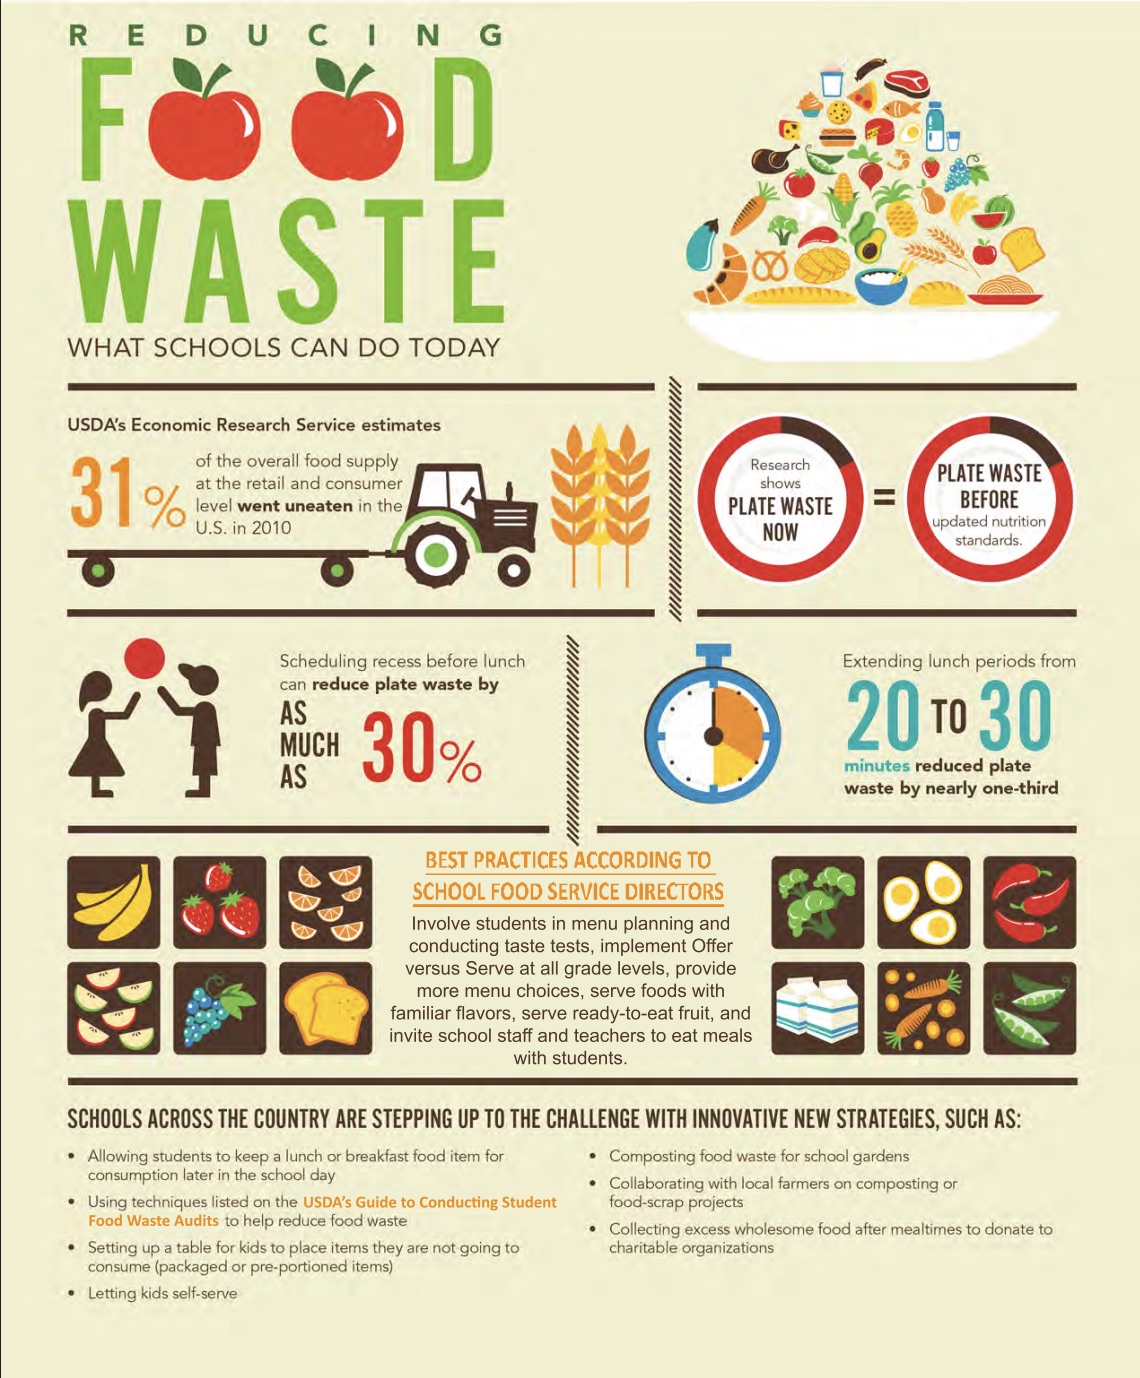 REDUCING
FOOD
WASTE
WHAT SCHOOLS CAN DO TODAY
USDA's Economic Research Service estimates
31%
of the overall food supply
at the retail and consumer
level went uneaten in the
U.S. in 2010
Research
shows
PLATE WASTE
NOW
=
PLATE WASTE
BEFORE
updated nutrition
standards.
Scheduling recess before lunch
can reduce plate waste by
AS
MUCH
AS
30%
Extending lunch periods from
20 TO 30
minutes reduced plate
waste by nearly one-third
BEST PRACTICES ACCORDING TO
SCHOOL FOOD SERVICE DIRECTORS
Involve students in menu planning and
conducting taste tests, implement Offer
versus Serve at all grade levels, provide
more menu choices, serve foods with
familiar flavors, serve ready-to-eat fruit, and
invite school staff and teachers to eat meals
with students.
SCHOOLS ACROSS THE COUNTRY ARE STEPPING UP TO THE CHALLENGE WITH INNOVATIVE NEW STRATEGIES, SUCH AS:
• Allowing students to keep a lunch or breakfast food item for
consumption later in the school day
• Using techniques listed on the USDA's Guide to Conducting Student
Food Waste Audits to help reduce food waste
• Setting up a table for kids to place items they are not going to
consume (packaged or pre-portioned items)
• Letting kids self-serve
• Composting food waste for school gardens
• Collaborating with local farmers on composting or
food-scrap projects
• Collecting excess wholesome food after mealtimes to donate to
charitable organizations